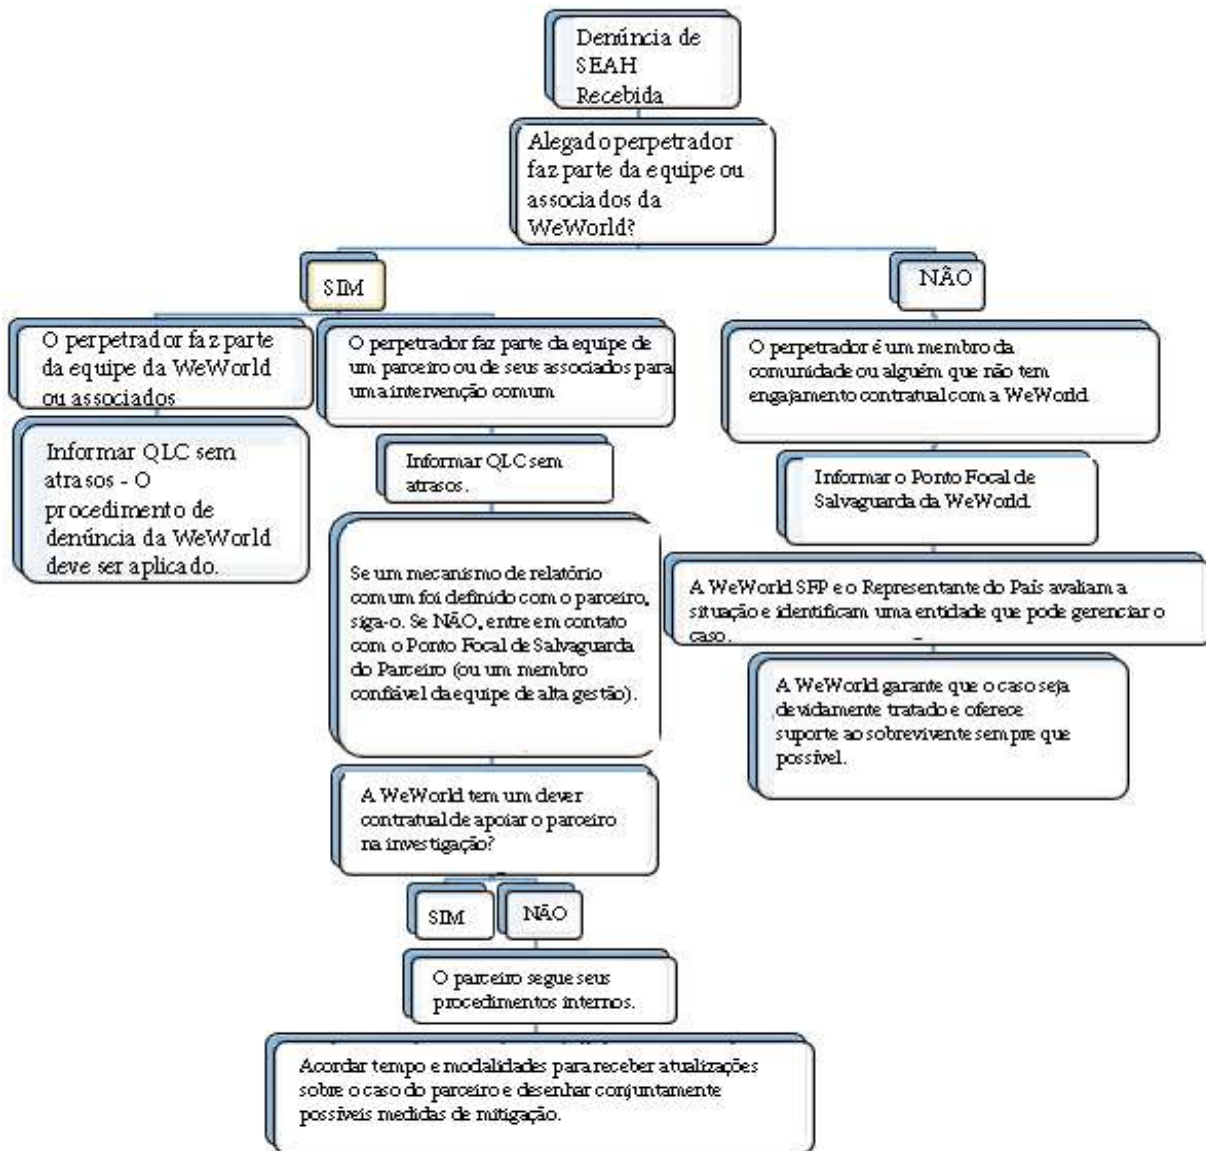 Denúncia de
SEAH
Recebida
Alegado perpetrador
faz parte da equipe ou
associados da
WeWorld?
SIM
NÃO
O perpetrador faz parte
da equipe da WeWorld
ou associados
O perpetrador faz parte da equipe de
um parceiro ou de seus associados para
uma intervenção comum
O perpetrador é um membro da
comunidade ou alguém que não tem
engajamento contratual com a WeWorld.
Informar QLC sem
atrasos - O
procedimento de
denúncia da WeWorld
deve ser aplicado.
Informar QLC sem
atrasos.
Informar o Ponto Focal de
Salvaguarda da WeWorld.
Se um mecanismo de relatório
comum foi definido com o parceiro,
siga-o. Se NÃO, entre em contato
com o Ponto Focal de Salvaguarda
do Parceiro (ou um membro
confiável da equipe de alta gestão).
A WeWorld SFP e o Representante do País avaliam a
situação e identificam uma entidade que pode gerenciar o
caso.
A WeWorld garante que o caso seja
devidamente tratado e oferece
suporte ao sobrevivente sempre que
possível.
A WeWorld tem um dever
contratual de apoiar o parceiro
na investigação?
SIM
NÃO
O parceiro segue seus
procedimentos internos.
Acordar tempo e modalidades para receber atualizações
sobre o caso do parceiro e desenhar conjuntamente
possíveis medidas de mitigação.